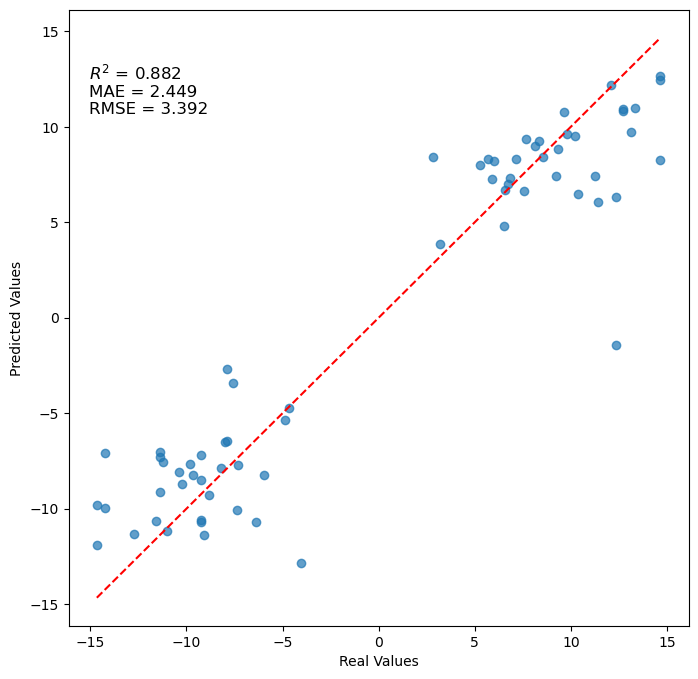 R² = 0.882
MAE = 2.449
RMSE = 3.392
15
10
5
0
−5
−10
−15
Predicted Values
−15 −10 −5 0 5 10 15
Real Values